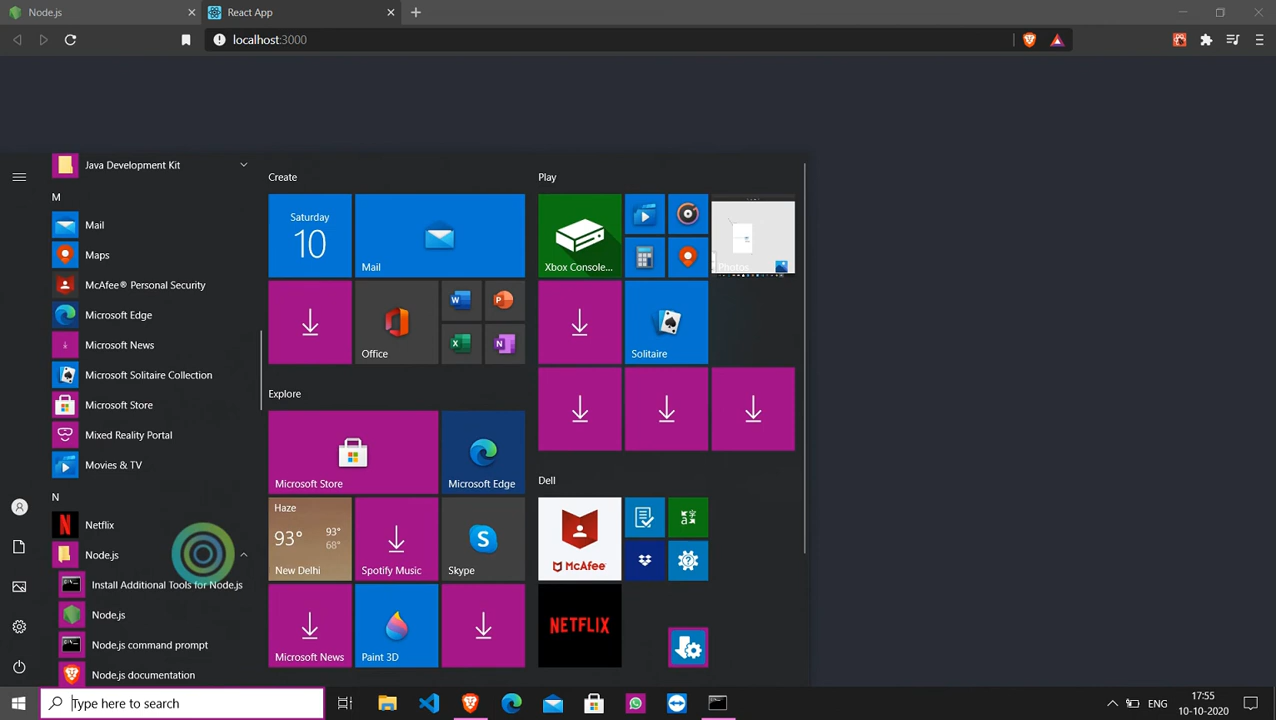 Node.js
React App
localhost:3000
Java Development Kit
M
Mail
Maps
McAfee® Personal Security
Microsoft Edge
Microsoft News
Microsoft Solitaire Collection
Microsoft Store
Mixed Reality Portal
Movies & TV
N
Netflix
Node.js
Install Additional Tools for Node.js
Node.js
Node.js command prompt
Node.js documentation
Create
Saturday
10
Mail
Office
Explore
Microsoft Store
Microsoft Edge
Haze
93° 93°
68°
New Delhi
Spotify Music
Skype
Microsoft News
Paint 3D
Play
Xbox Console...
Photos
Solitaire
Dell
McAfee
NETFLIX
Type here to search
ENG
17:55
10-10-2020